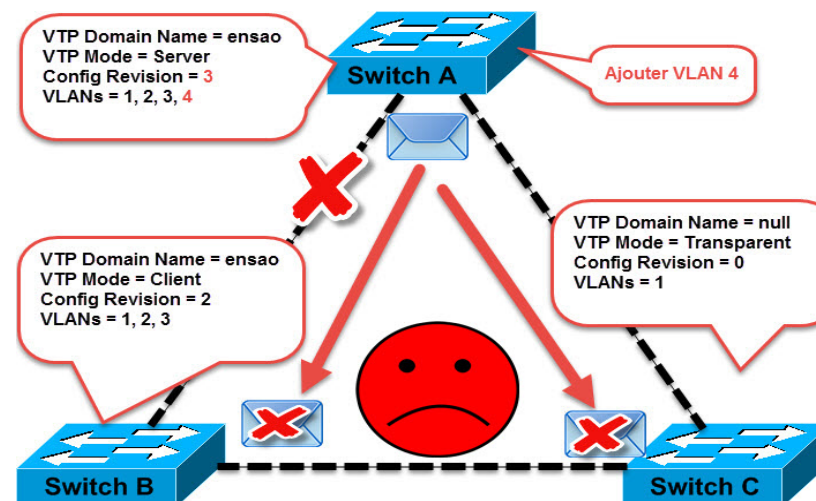 VTP Domain Name = ensao
VTP Mode = Server
Config Revision = 3
VLANs = 1, 2, 3, 4
Switch A
Ajouter VLAN 4
VTP Domain Name = null
VTP Mode = Transparent
Config Revision = 0
VLANs = 1
VTP Domain Name = ensao
VTP Mode = Client
Config Revision = 2
VLANs = 1, 2, 3
Switch B
Switch C